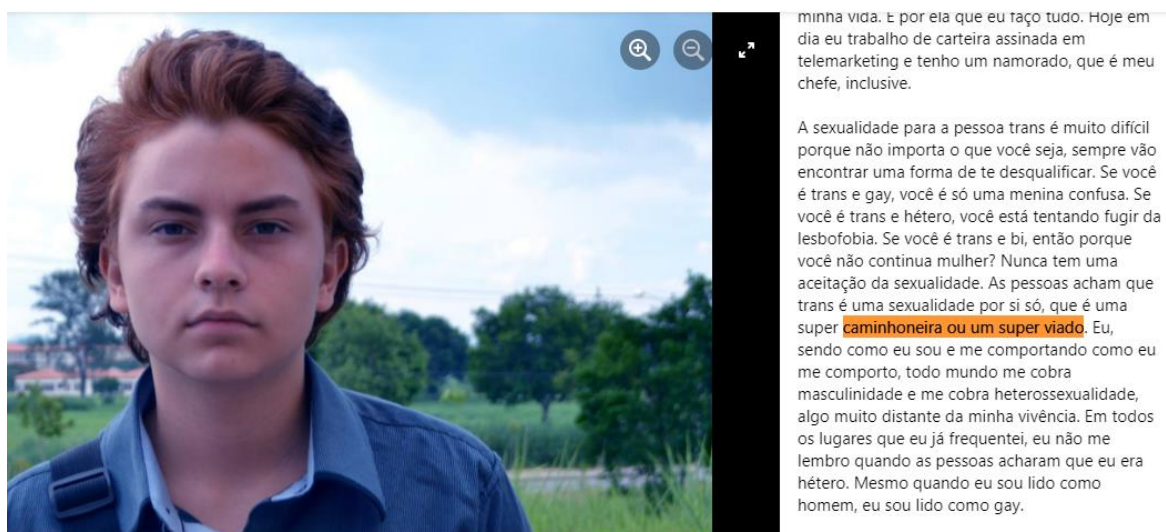 minha vida. É por ela que eu faço tudo. Hoje em
dia eu trabalho de carteira assinada em
telemarketing e tenho um namorado, que é meu
chefe, inclusive.
A sexualidade para a pessoa trans é muito difícil
porque não importa o que você seja, sempre vão
encontrar uma forma de te desqualificar. Se você
é trans e gay, você é só uma menina confusa. Se
você é trans e hétero, você está tentando fugir da
lesbofobia. Se você é trans e bi, então porque
você não continua mulher? Nunca tem uma
aceitação da sexualidade. As pessoas acham que
trans é uma sexualidade por si só, que é uma
super caminhoneira ou um super viado. Eu,
sendo como eu sou e me comportando como eu
me comporto, todo mundo me cobra
masculinidade e me cobra heterossexualidade,
algo muito distante da minha vivência. Em todos
os lugares que eu já frequentei, eu não me
lembro quando as pessoas acharam que eu era
hétero. Mesmo quando eu sou lido como
homem, eu sou lido como gay.